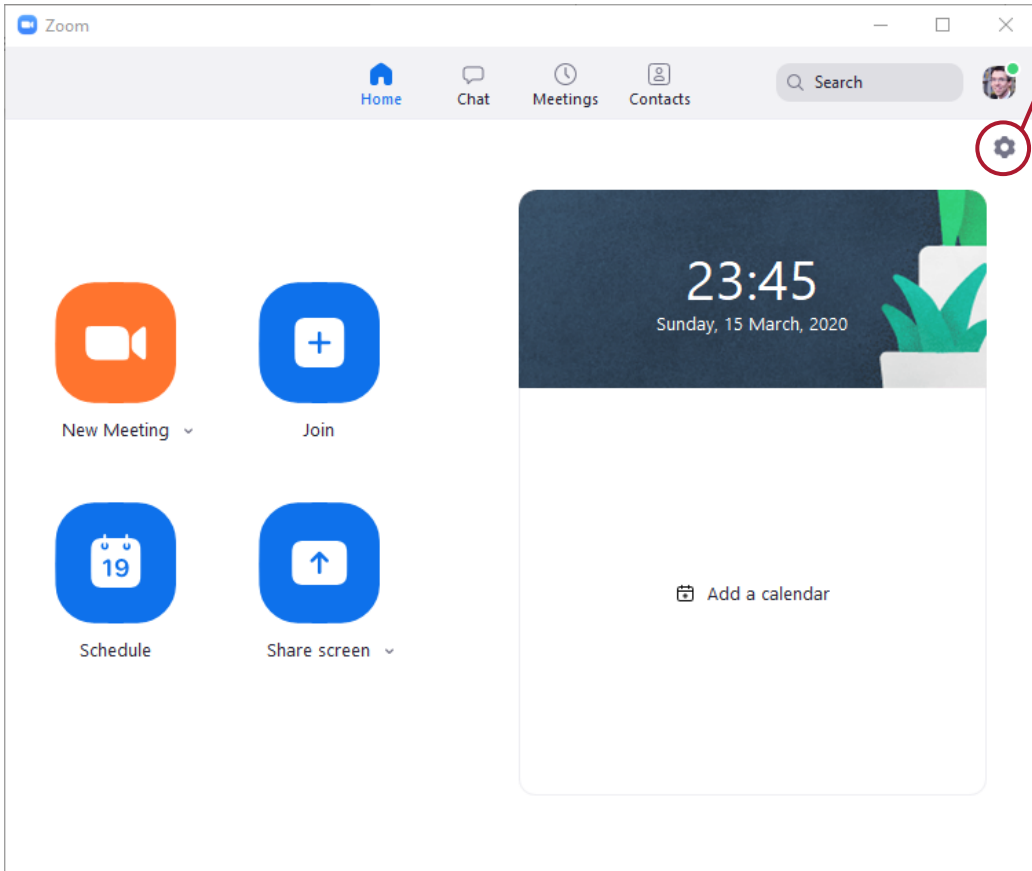 Zoom
Home
Chat
Meetings
Contacts
Search
23:45
Sunday, 15 March, 2020
New Meeting
Join
19
Schedule
Share screen
Add a calendar